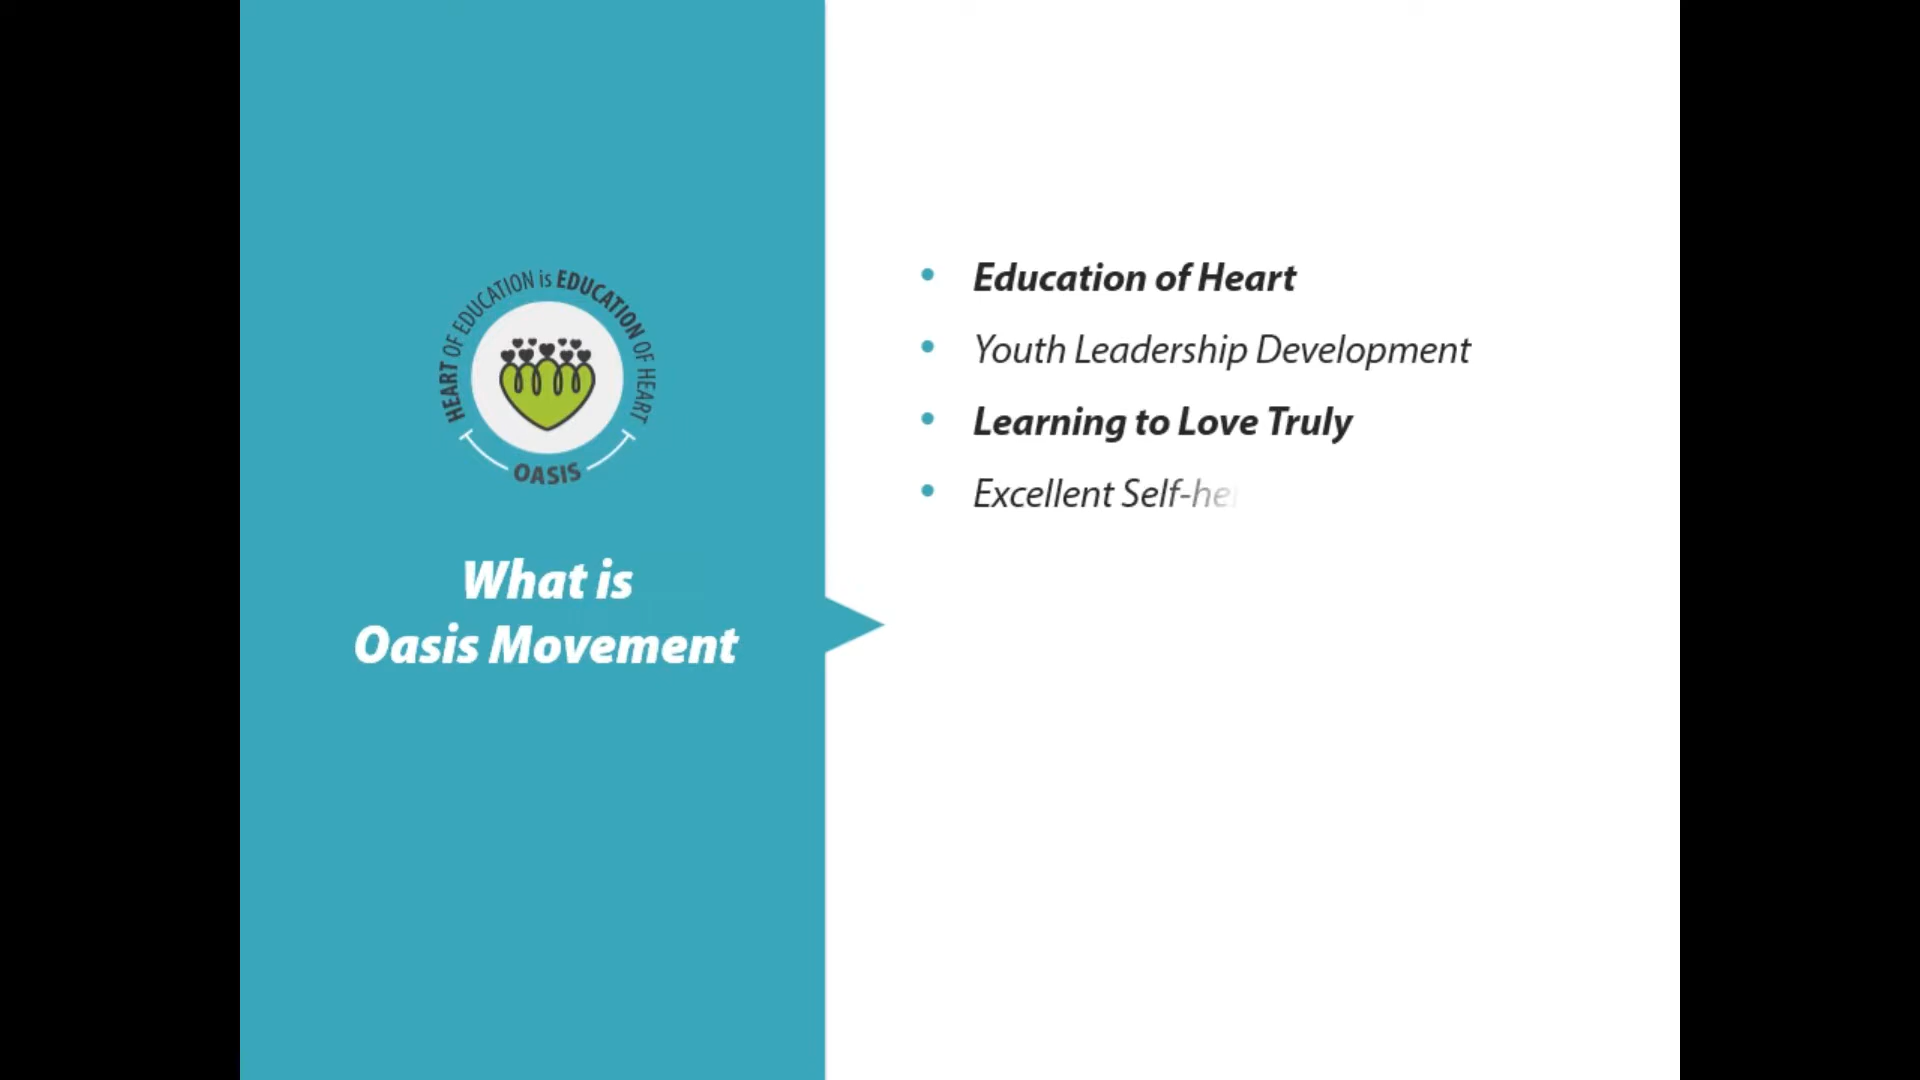 HEART OF EDUCATION is EDUCATION OF HEART
OASIS
What is
Oasis Movement
• Education of Heart
• Youth Leadership Development
• Learning to Love Truly
• Excellent